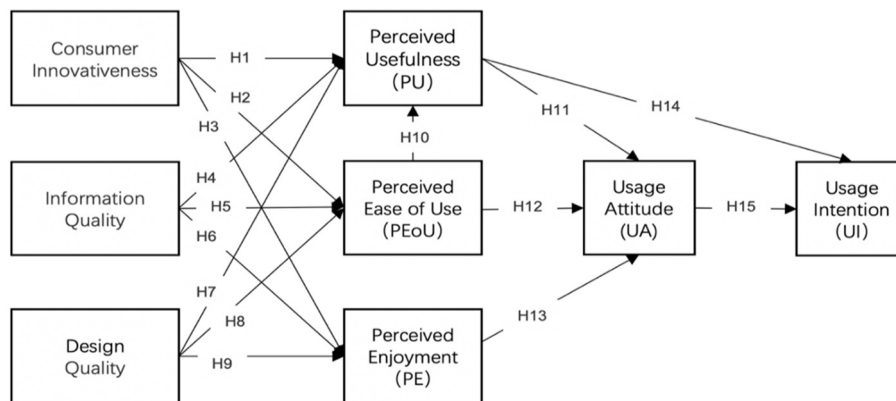 Consumer
Innovativeness
H1
H2
H3
Perceived
Usefulness
(PU)
H11
H14
H10
Information
Quality
H4
H5
H6
Perceived
Ease of Use
(PEoU)
H12
Usage
Attitude
(UA)
H15
Usage
Intention
(UI)
Design
Quality
H7
H8
H9
Perceived
Enjoyment
(PE)
H13